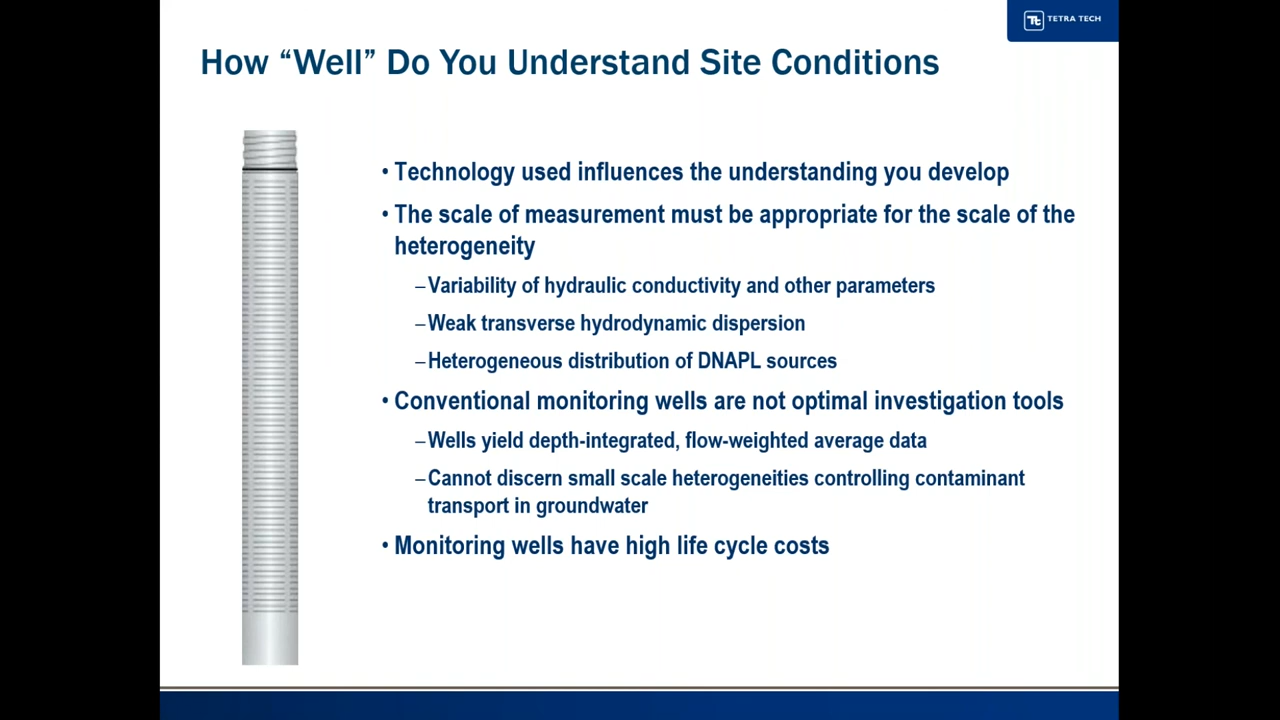 Tt TETRA TECH
How “Well” Do You Understand Site Conditions
• Technology used influences the understanding you develop
• The scale of measurement must be appropriate for the scale of the
heterogeneity
–Variability of hydraulic conductivity and other parameters
–Weak transverse hydrodynamic dispersion
–Heterogeneous distribution of DNAPL sources
• Conventional monitoring wells are not optimal investigation tools
–Wells yield depth-integrated, flow-weighted average data
–Cannot discern small scale heterogeneities controlling contaminant
transport in groundwater
• Monitoring wells have high life cycle costs